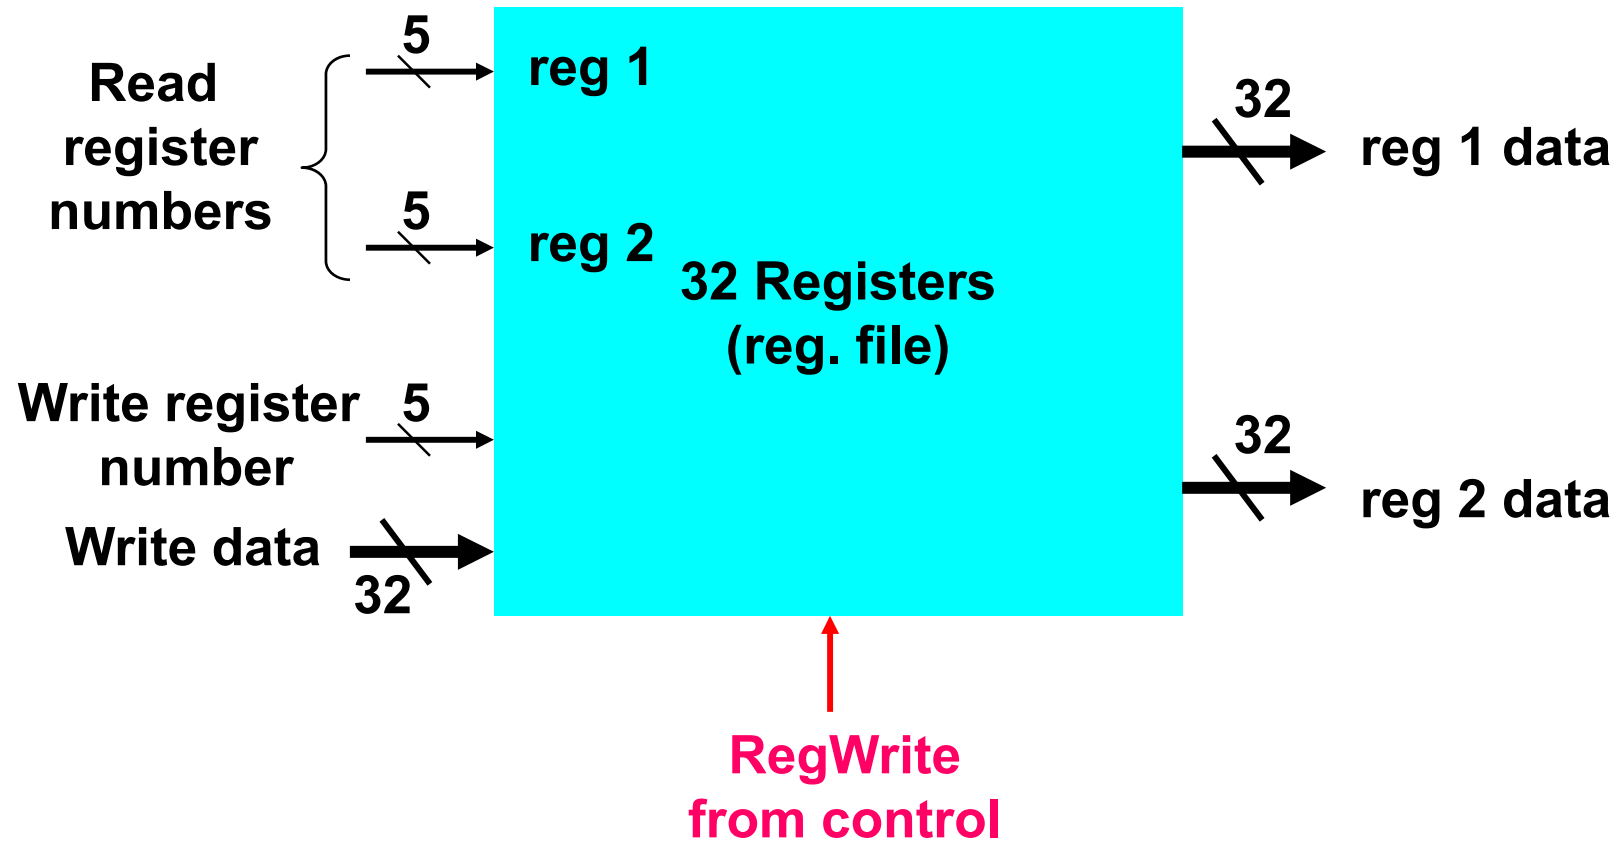 5
Read
register
numbers
reg 1
5
reg 2
32 Registers
(reg. file)
32
reg 1 data
Write register
number
5
Write data
32
32
reg 2 data
RegWrite
from control